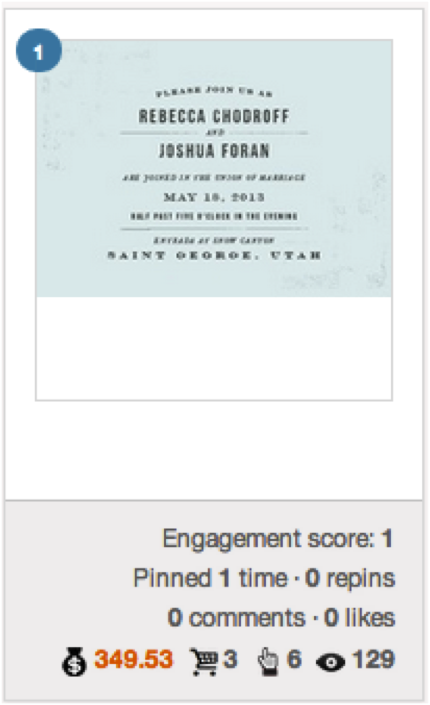 1
PLEASE JOIN US AS
REBECCA CHODROFF
AND
JOSHUA FORAN
ARE JOINED IN THE UNION OF MARRIAGE
MAY 18, 2013
HALF PAST FIVE O'CLOCK IN THE EVENING
ENTRADA AT SNOW CANYON
SAINT GEORGE, UTAH
Engagement score: 1
Pinned 1 time · 0 repins
0 comments · 0 likes
$ 349.53 3 6 129